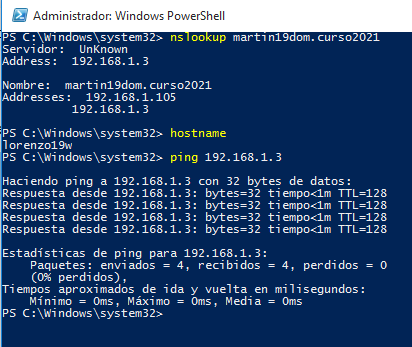 Administrador: Windows PowerShell
PS C:\Windows\system32> nslookup martin19dom.curso2021
Servidor:  UnKnown
Address:  192.168.1.3

Nombre:  martin19dom.curso2021
Addresses:  192.168.1.105
          192.168.1.3

PS C:\Windows\system32> hostname
lorenzo19w
PS C:\Windows\system32> ping 192.168.1.3

Haciendo ping a 192.168.1.3 con 32 bytes de datos:
Respuesta desde 192.168.1.3: bytes=32 tiempo<1m TTL=128
Respuesta desde 192.168.1.3: bytes=32 tiempo<1m TTL=128
Respuesta desde 192.168.1.3: bytes=32 tiempo<1m TTL=128
Respuesta desde 192.168.1.3: bytes=32 tiempo<1m TTL=128

Estadísticas de ping para 192.168.1.3:
    Paquetes: enviados = 4, recibidos = 4, perdidos = 0
    (0% perdidos),
Tiempos aproximados de ida y vuelta en milisegundos:
    Mínimo = 0ms, Máximo = 0ms, Media = 0ms
PS C:\Windows\system32>